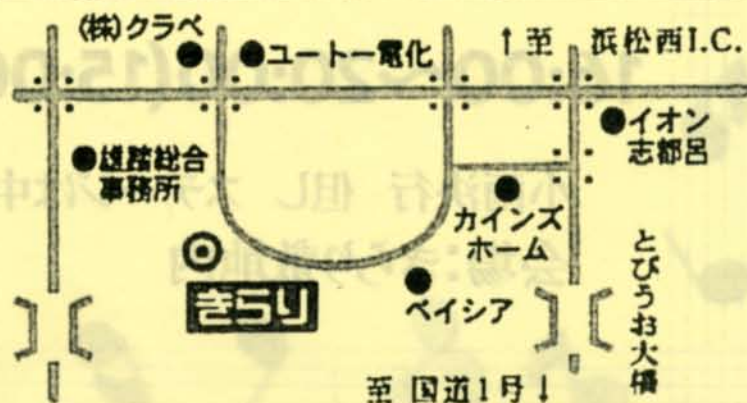 (株)クラベ
ユートー電化
↑至 浜松西I.C.
イオン
志都呂
雄踏総合
事務所
カインズ
ホーム
とびうお大橋
きらり
ベイシア
至 国道1号↓